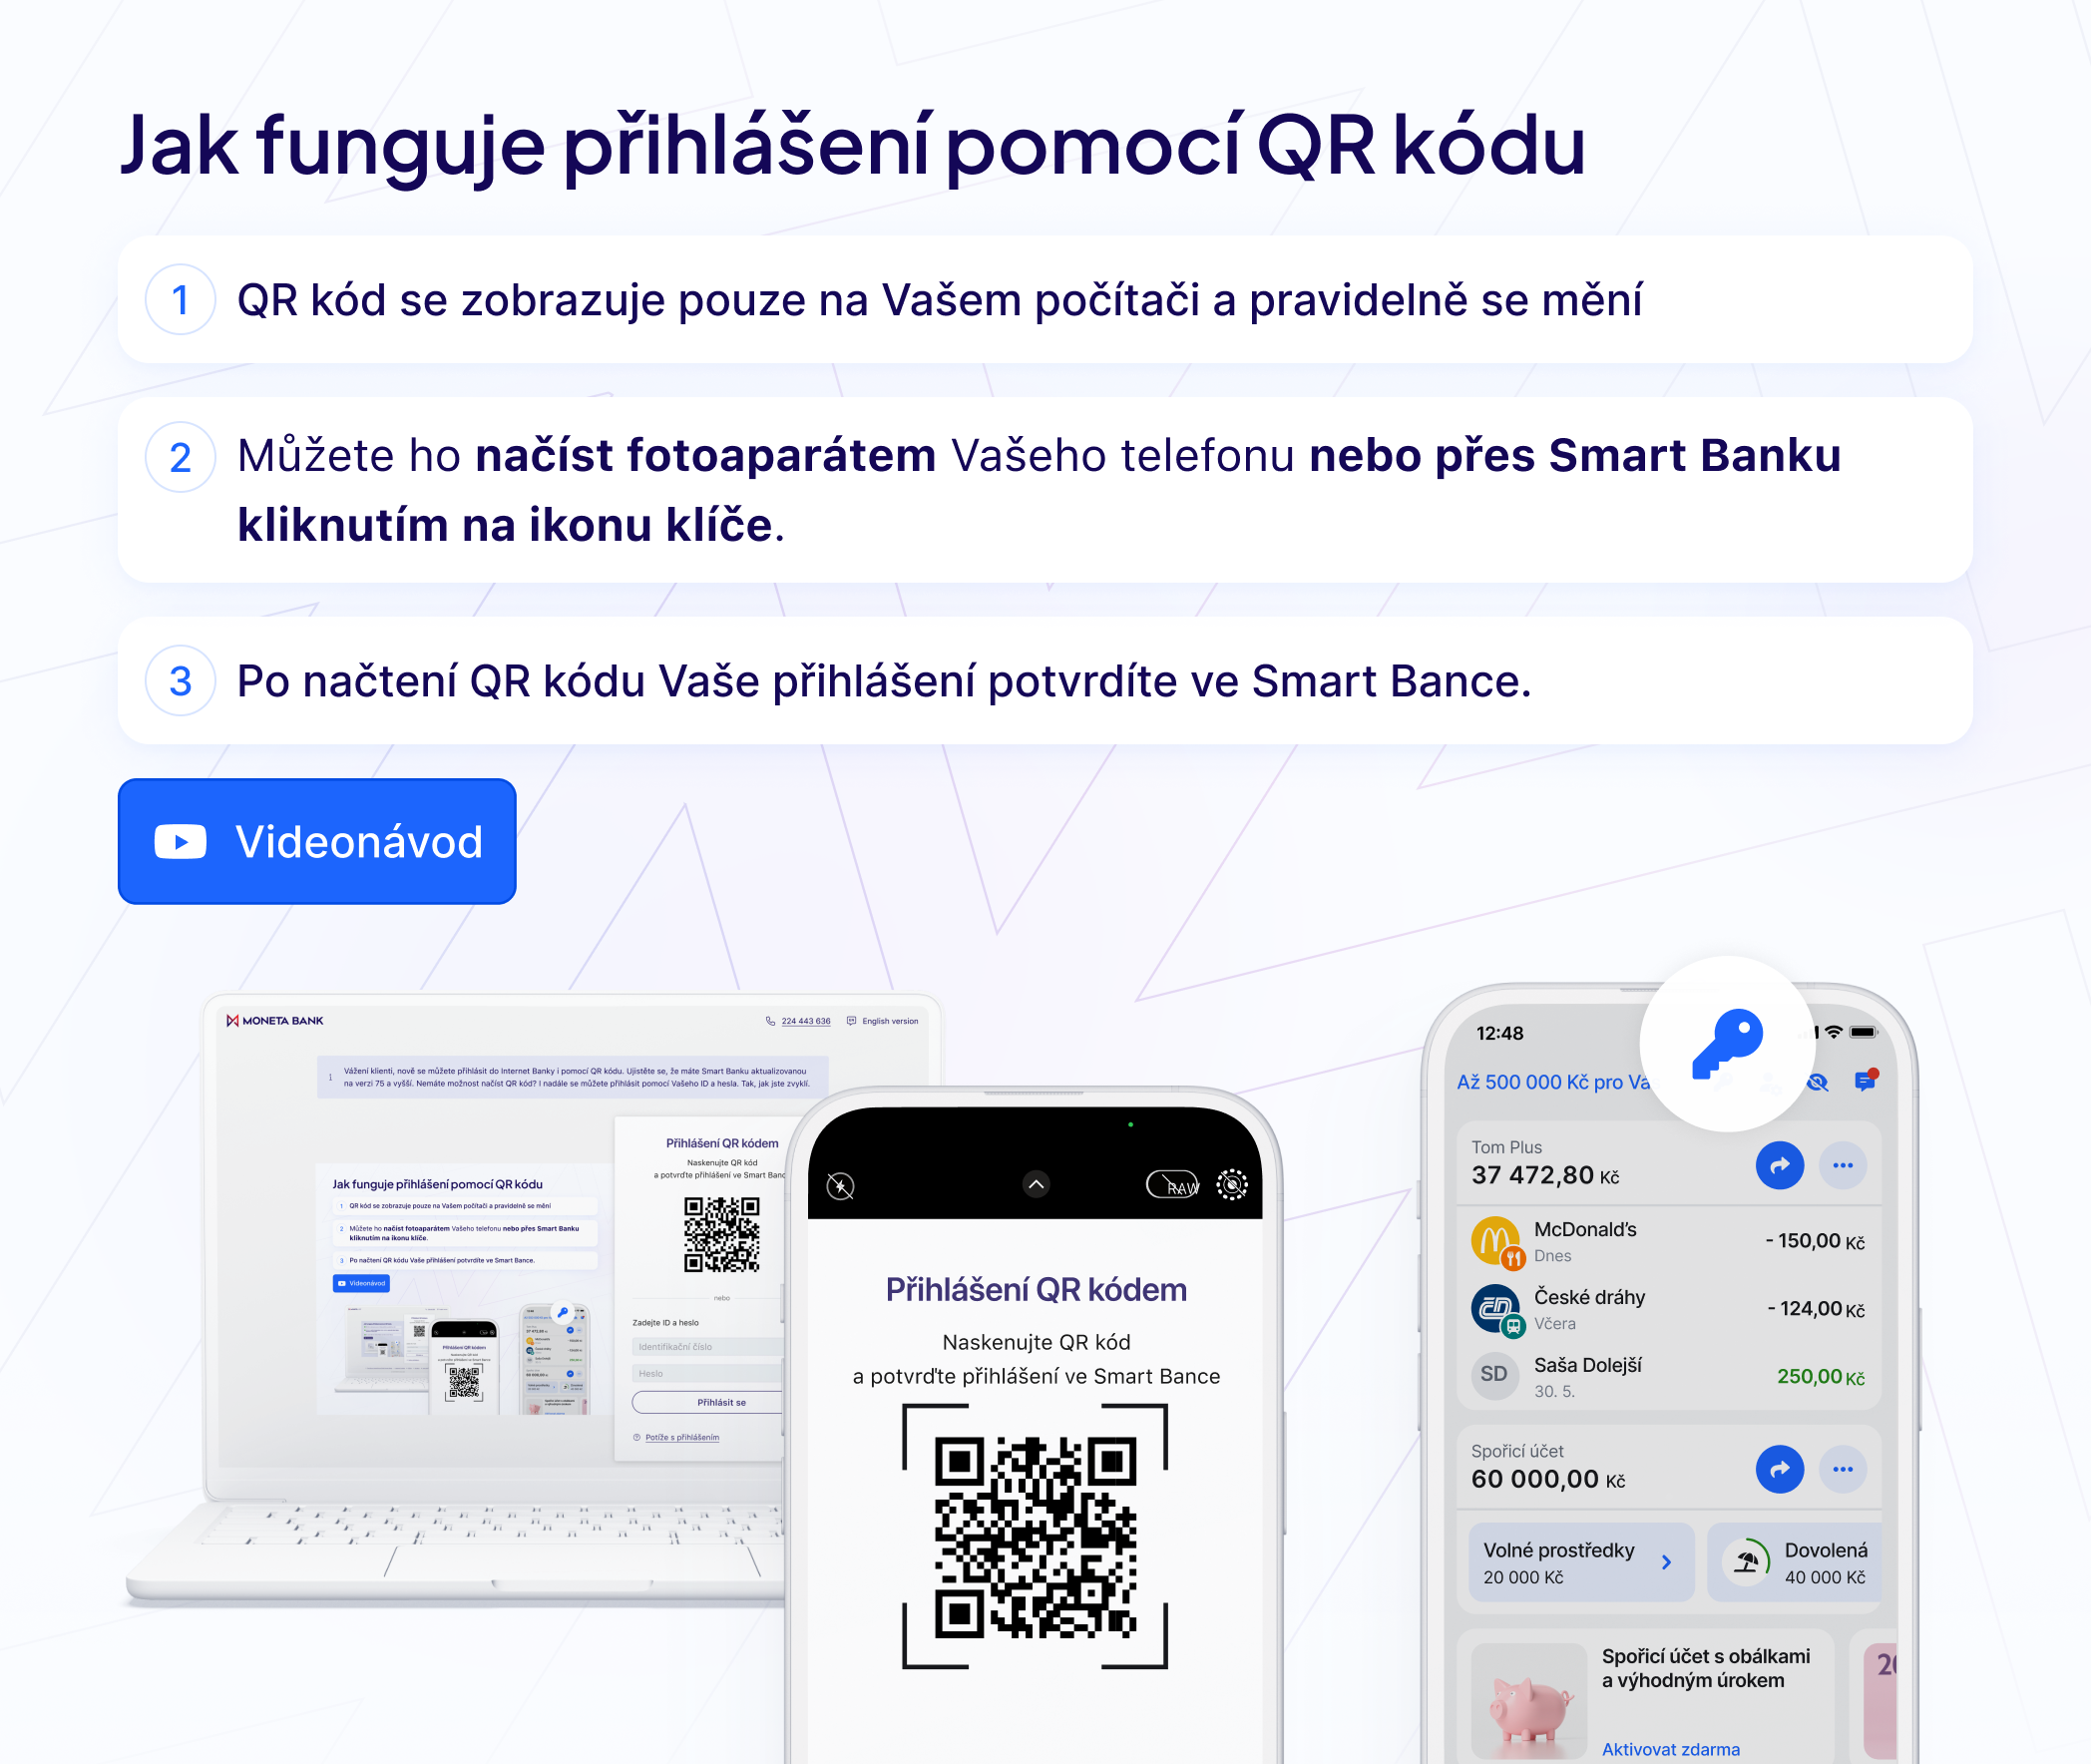 Jak funguje přihlášení pomocí QR kódu
1 QR kód se zobrazuje pouze na Vašem počítači a pravidelně se mění
2 Můžete ho načíst fotoaparátem Vašeho telefonu nebo přes Smart Banku
kliknutím na ikonu klíče.
3 Po načtení QR kódu Vaše přihlášení potvrdíte ve Smart Bance.
Videonávod
MONETA BANK
224 443 636
English version
Vážení klienti, nově se můžete přihlásit do Internet Banky i pomocí QR kódu. Ujistěte se, že máte Smart Banku aktualizovanou
na verzi 75 a vyšší. Nemáte možnost načíst QR kód? I nadále se můžete přihlásit pomocí Vašeho ID a hesla. Tak, jak jste zvyklí.
Jak funguje přihlášení pomocí QR kódu
1 QR kód se zobrazuje pouze na Vašem počítači a pravidelně se mění
2 Můžete ho načíst fotoaparátem Vašeho telefonu nebo přes Smart Banku
kliknutím na ikonu klíče.
3 Po načtení QR kódu Vaše přihlášení potvrdíte ve Smart Bance.
Videonávod
Přihlášení QR kódem
Naskenujte QR kód
a potvrďte přihlášení ve Smart Banc
nebo
Zadejte ID a heslo
Identifikační číslo
Heslo
Přihlásit se
Potíže s přihlášením
RAW
Přihlášení QR kódem
Naskenujte QR kód
a potvrďte přihlášení ve Smart Bance
12:48
Až 500 000 Kč pro Va
Tom Plus
37 472,80 Kč
McDonald's
Dnes
- 150,00 Kč
České dráhy
Včera
- 124,00 Kč
SD
Saša Dolejší
30. 5.
250,00 Kč
Spořicí účet
60 000,00 Kč
Volné prostředky
20 000 Kč
Dovolená
40 000 Kč
Spořicí účet s obálkami
a výhodným úrokem
Aktivovat zdarma